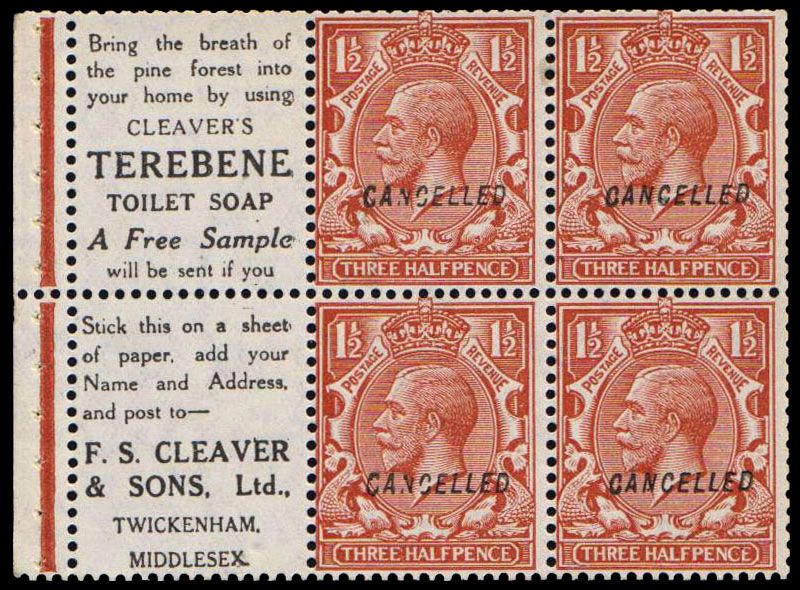 Bring the breath of
the pine forest into
your home by using
CLEAVER'S
TEREBENE
TOILET SOAP
A Free Sample
will be sent if you
Stick this on a sheet
of paper, add your
Name and Address,
and post to—
F. S. CLEAVER
& SONS, Ltd.,
TWICKENHAM,
MIDDLESEX
1½ 1½
POSTAGE REVENUE
CANCELLED
THREE HALFPENCE
1½ 1½
POSTAGE REVENUE
CANCELLED
THREE HALFPENCE
1½ 1½
POSTAGE REVENUE
CANCELLED
THREE HALFPENCE
1½ 1½
POSTAGE REVENUE
CANCELLED
THREE HALFPENCE